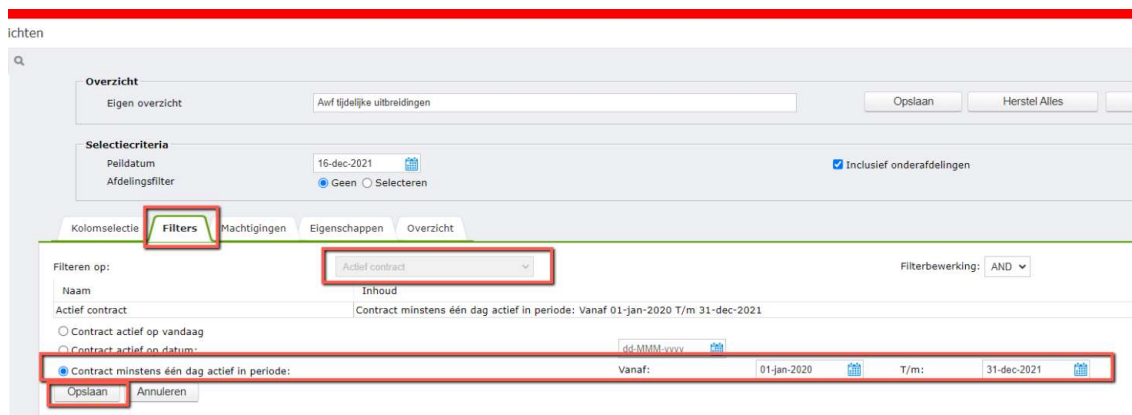 ichten
Overzicht
Eigen overzicht Awf tijdelijke uitbreidingen Opslaan Herstel Alles
Selectiecriteria
Peildatum 16-dec-2021 Inclusief onderafdelingen
Afdelingsfilter Geen Selecteren
Kolomselectie Filters Machtigingen Eigenschappen Overzicht
Filteren op: Actief contract Filterbewerking: AND
Naam Inhoud
Actief contract Contract minstens één dag actief in periode: Vanaf 01-jan-2020 T/m 31-dec-2021
Contract actief op vandaag
Contract actief op datum: dd-MMM-yyyy
Contract minstens één dag actief in periode: Vanaf: 01-jan-2020 T/m: 31-dec-2021
Opslaan Annuleren